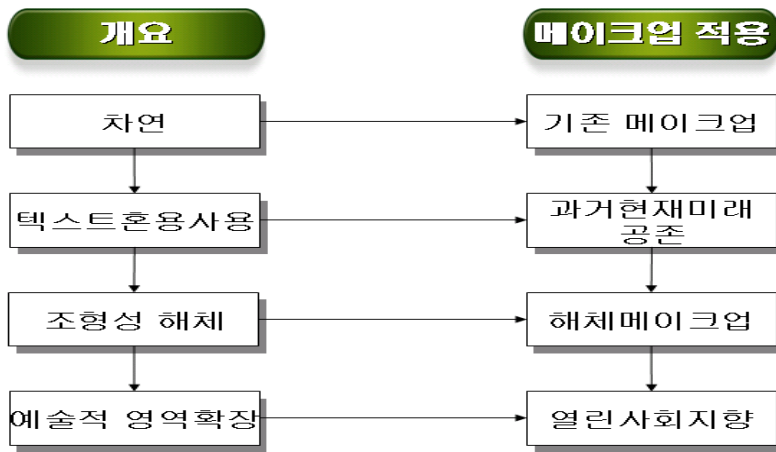 개요
메이크업 적용
차연
기존 메이크업
텍스트혼용사용
과거현재미래
공존
조형성 해체
해체메이크업
예술적 영역확장
열린사회지향